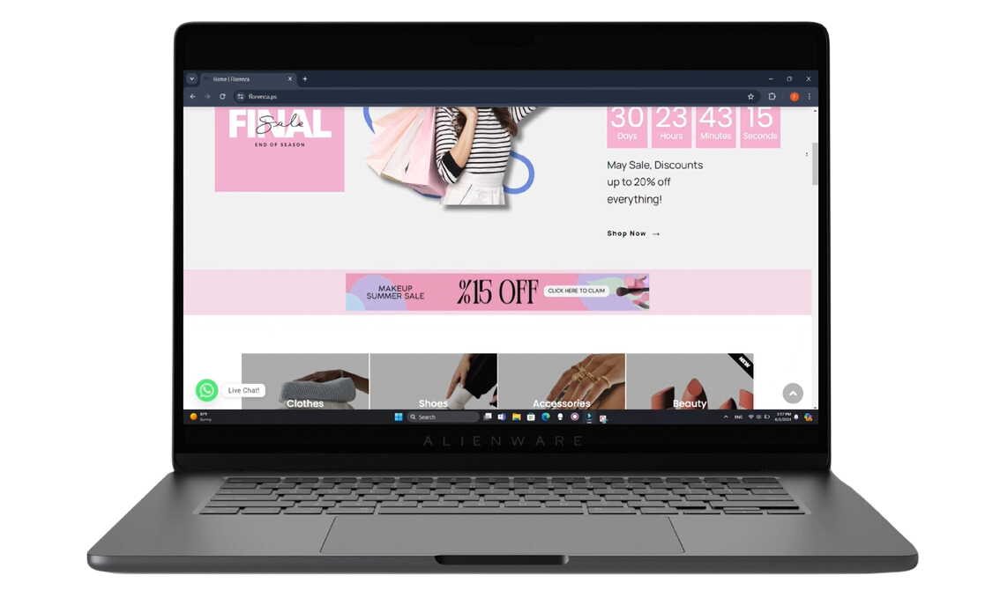 Home | Florenca
florenca.ps
FINAL
Sale
END OF SEASON
30 23 43 15
Days Hours Minutes Seconds
May Sale, Discounts
up to 20% off
everything!
Shop Now →
MAKEUP
SUMMER SALE
%15 OFF
CLICK HERE TO CLAIM
NEW
Live Chat!
Clothes
Shoes
Accessories
Beauty
Sunny
Search
ENG
ALIENWARE